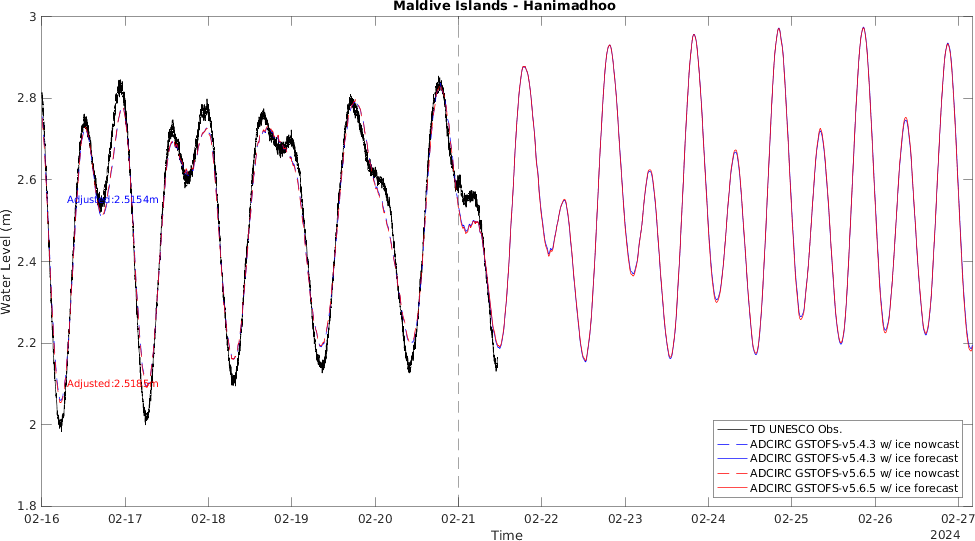 Maldive Islands - Hanimadhoo
Water Level (m)
3
2.8
2.6
2.4
2.2
2
1.8
Adjusted:2.5154m
Adjusted:2.5185m
TD UNESCO Obs.
ADCIRC GSTOFS-v5.4.3 w/ ice nowcast
ADCIRC GSTOFS-v5.4.3 w/ ice forecast
ADCIRC GSTOFS-v5.6.5 w/ ice nowcast
ADCIRC GSTOFS-v5.6.5 w/ ice forecast
02-16 02-17 02-18 02-19 02-20 02-21 02-22 02-23 02-24 02-25 02-26 02-27
Time
2024